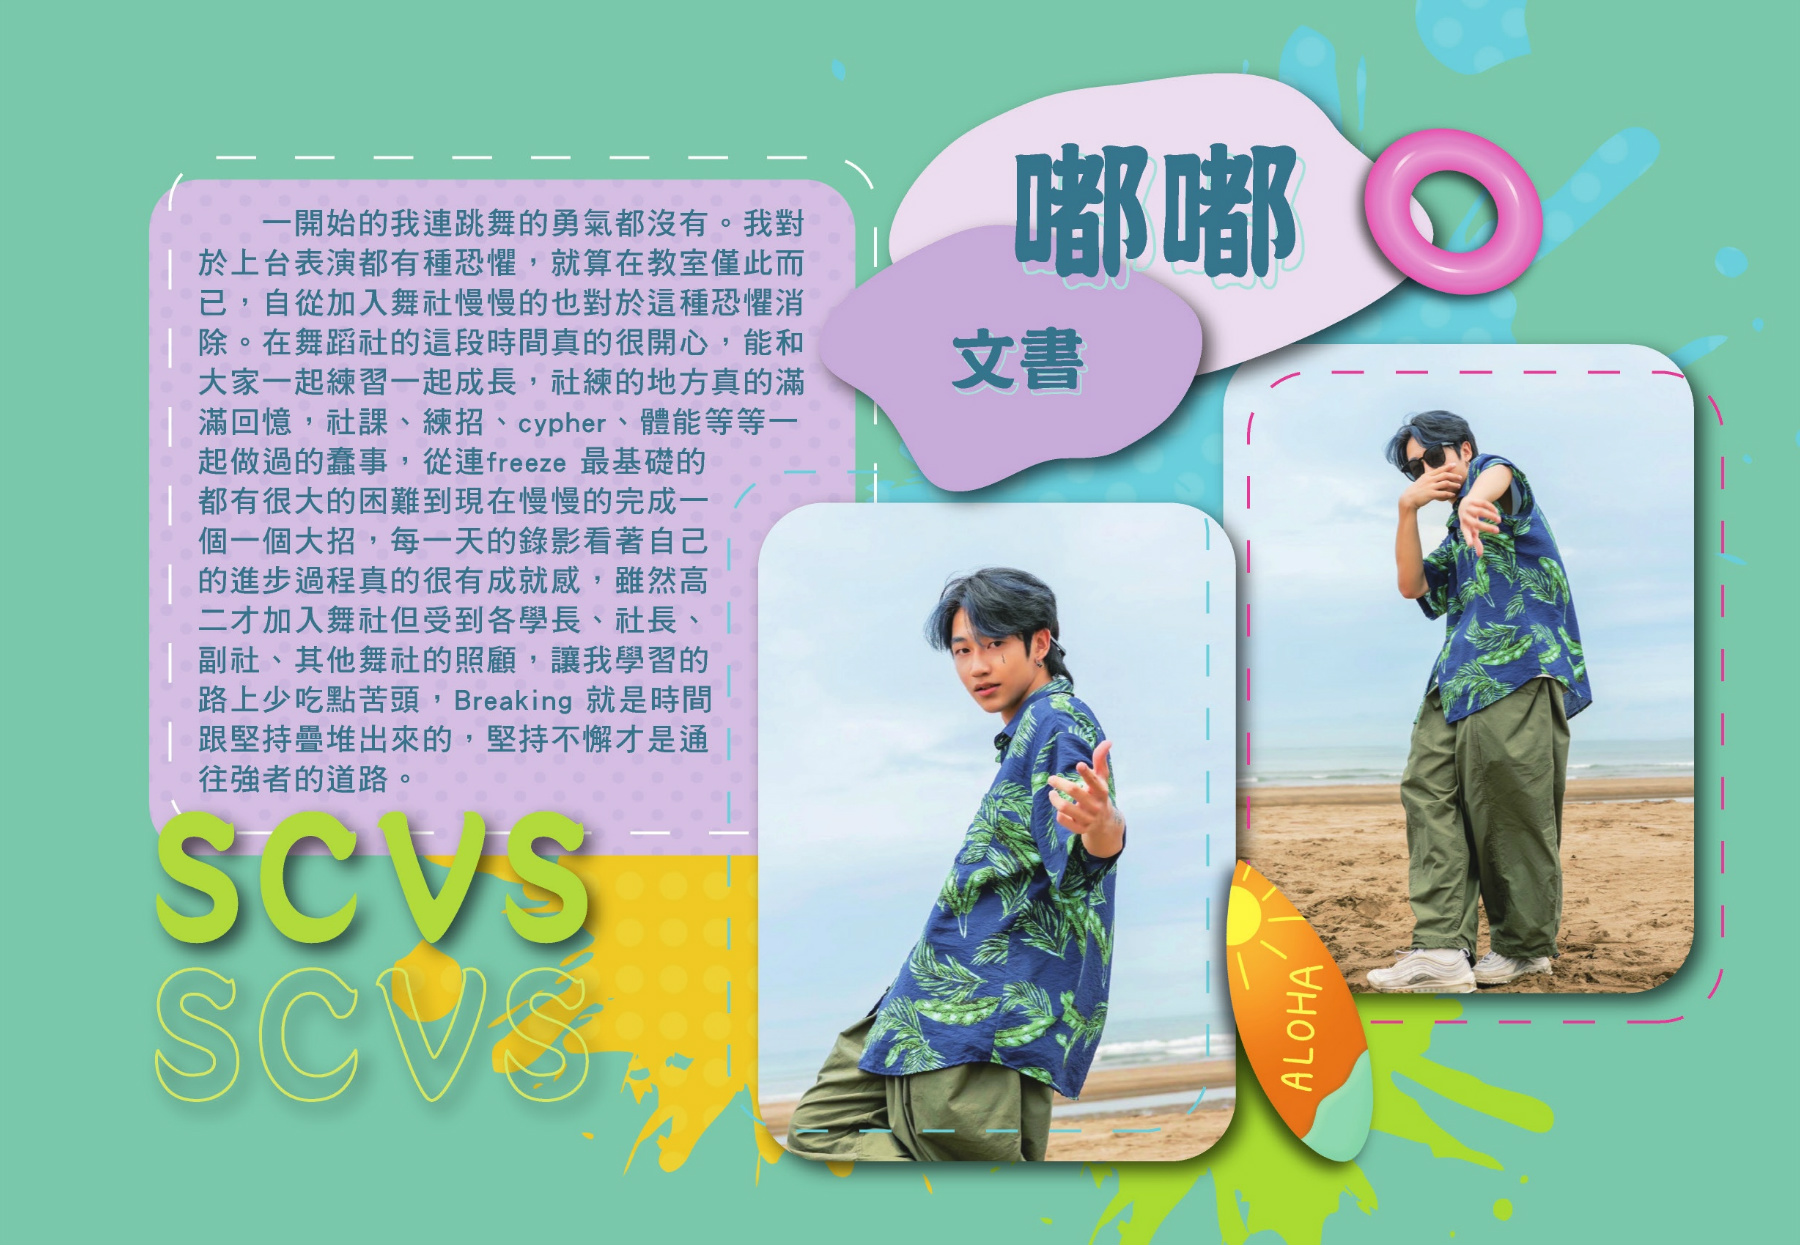 嘟嘟
文書
一開始的我連跳舞的勇氣都沒有。我對
於上台表演都有種恐懼，就算在教室僅此而
已，自從加入舞社慢慢的也對於這種恐懼消
除。在舞蹈社的這段時間真的很開心，能和
大家一起練習一起成長，社練的地方真的滿
滿回憶，社課、練招、cypher、體能等等一
起做過的蠢事，從連freeze 最基礎的
都有很大的困難到現在慢慢的完成一
個一個大招，每一天的錄影看著自己
的進步過程真的很有成就感，雖然高
二才加入舞社但受到各學長、社長、
副社、其他舞社的照顧，讓我學習的
路上少吃點苦頭，Breaking 就是時間
跟堅持疊堆出來的，堅持不懈才是通
往強者的道路。
SCVS
SCVS
ALOHA